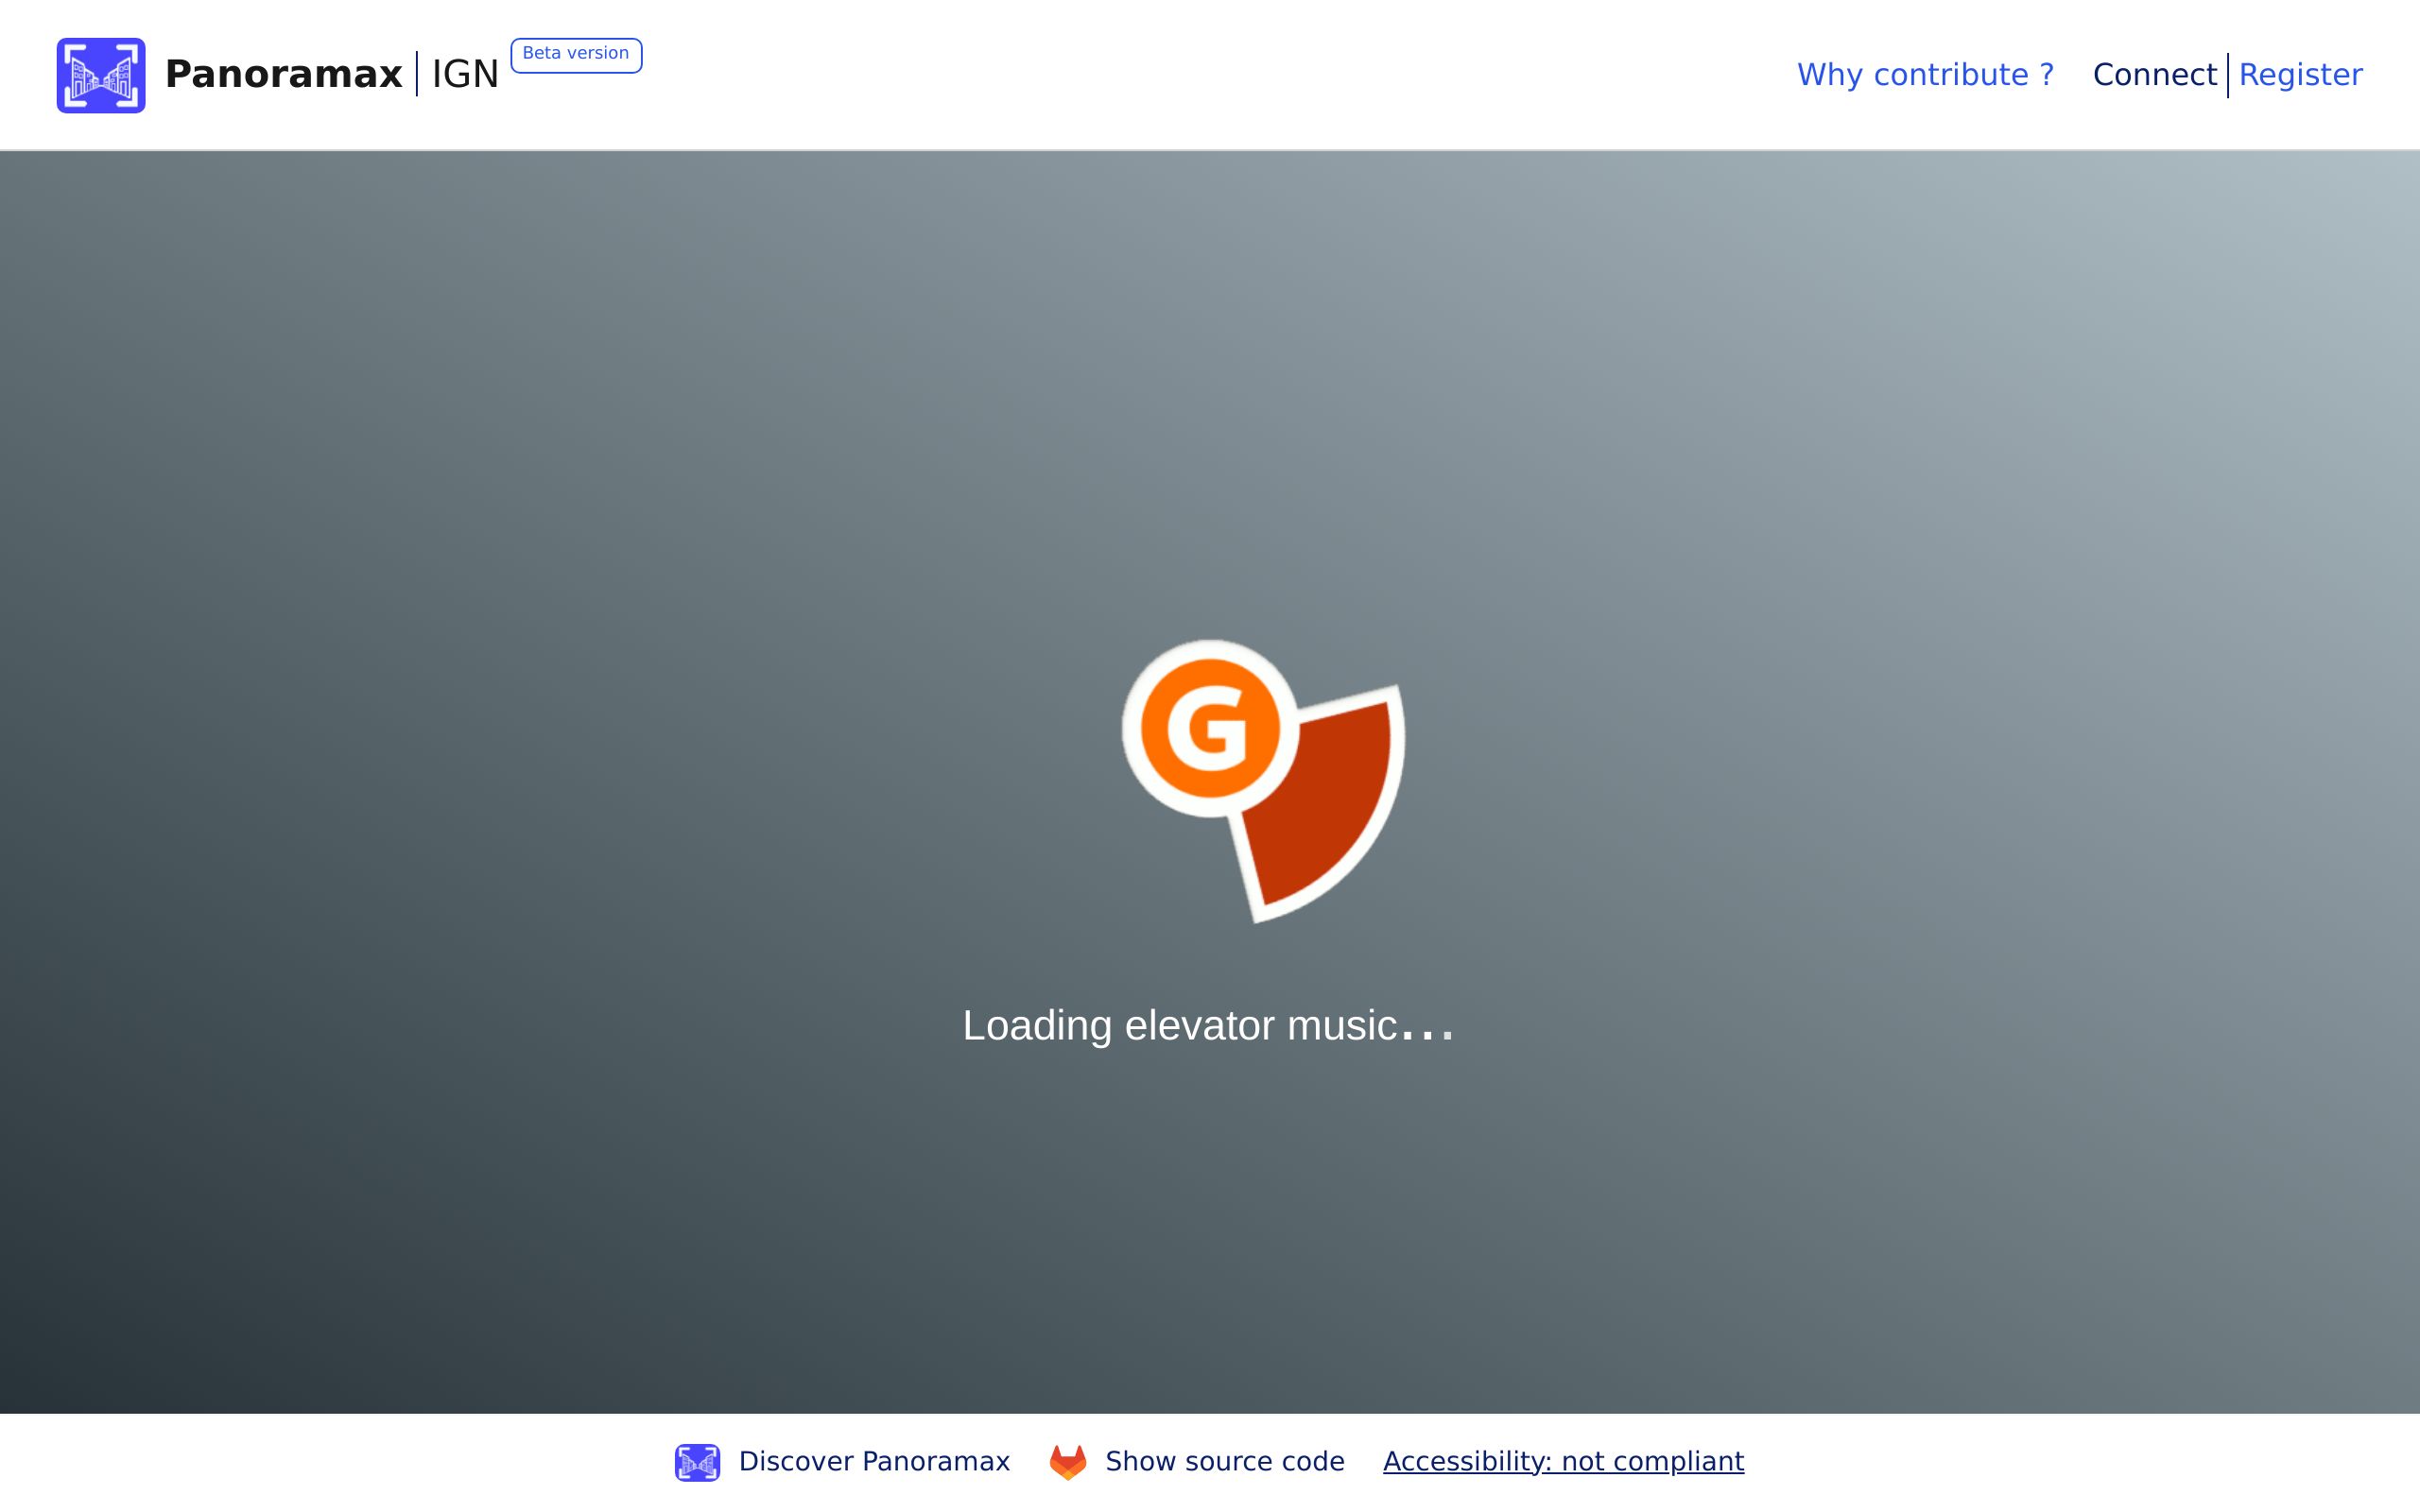 Panoramax | IGN Beta version
Why contribute ? Connect | Register
G
Loading elevator music...
Discover Panoramax Show source code Accessibility: not compliant